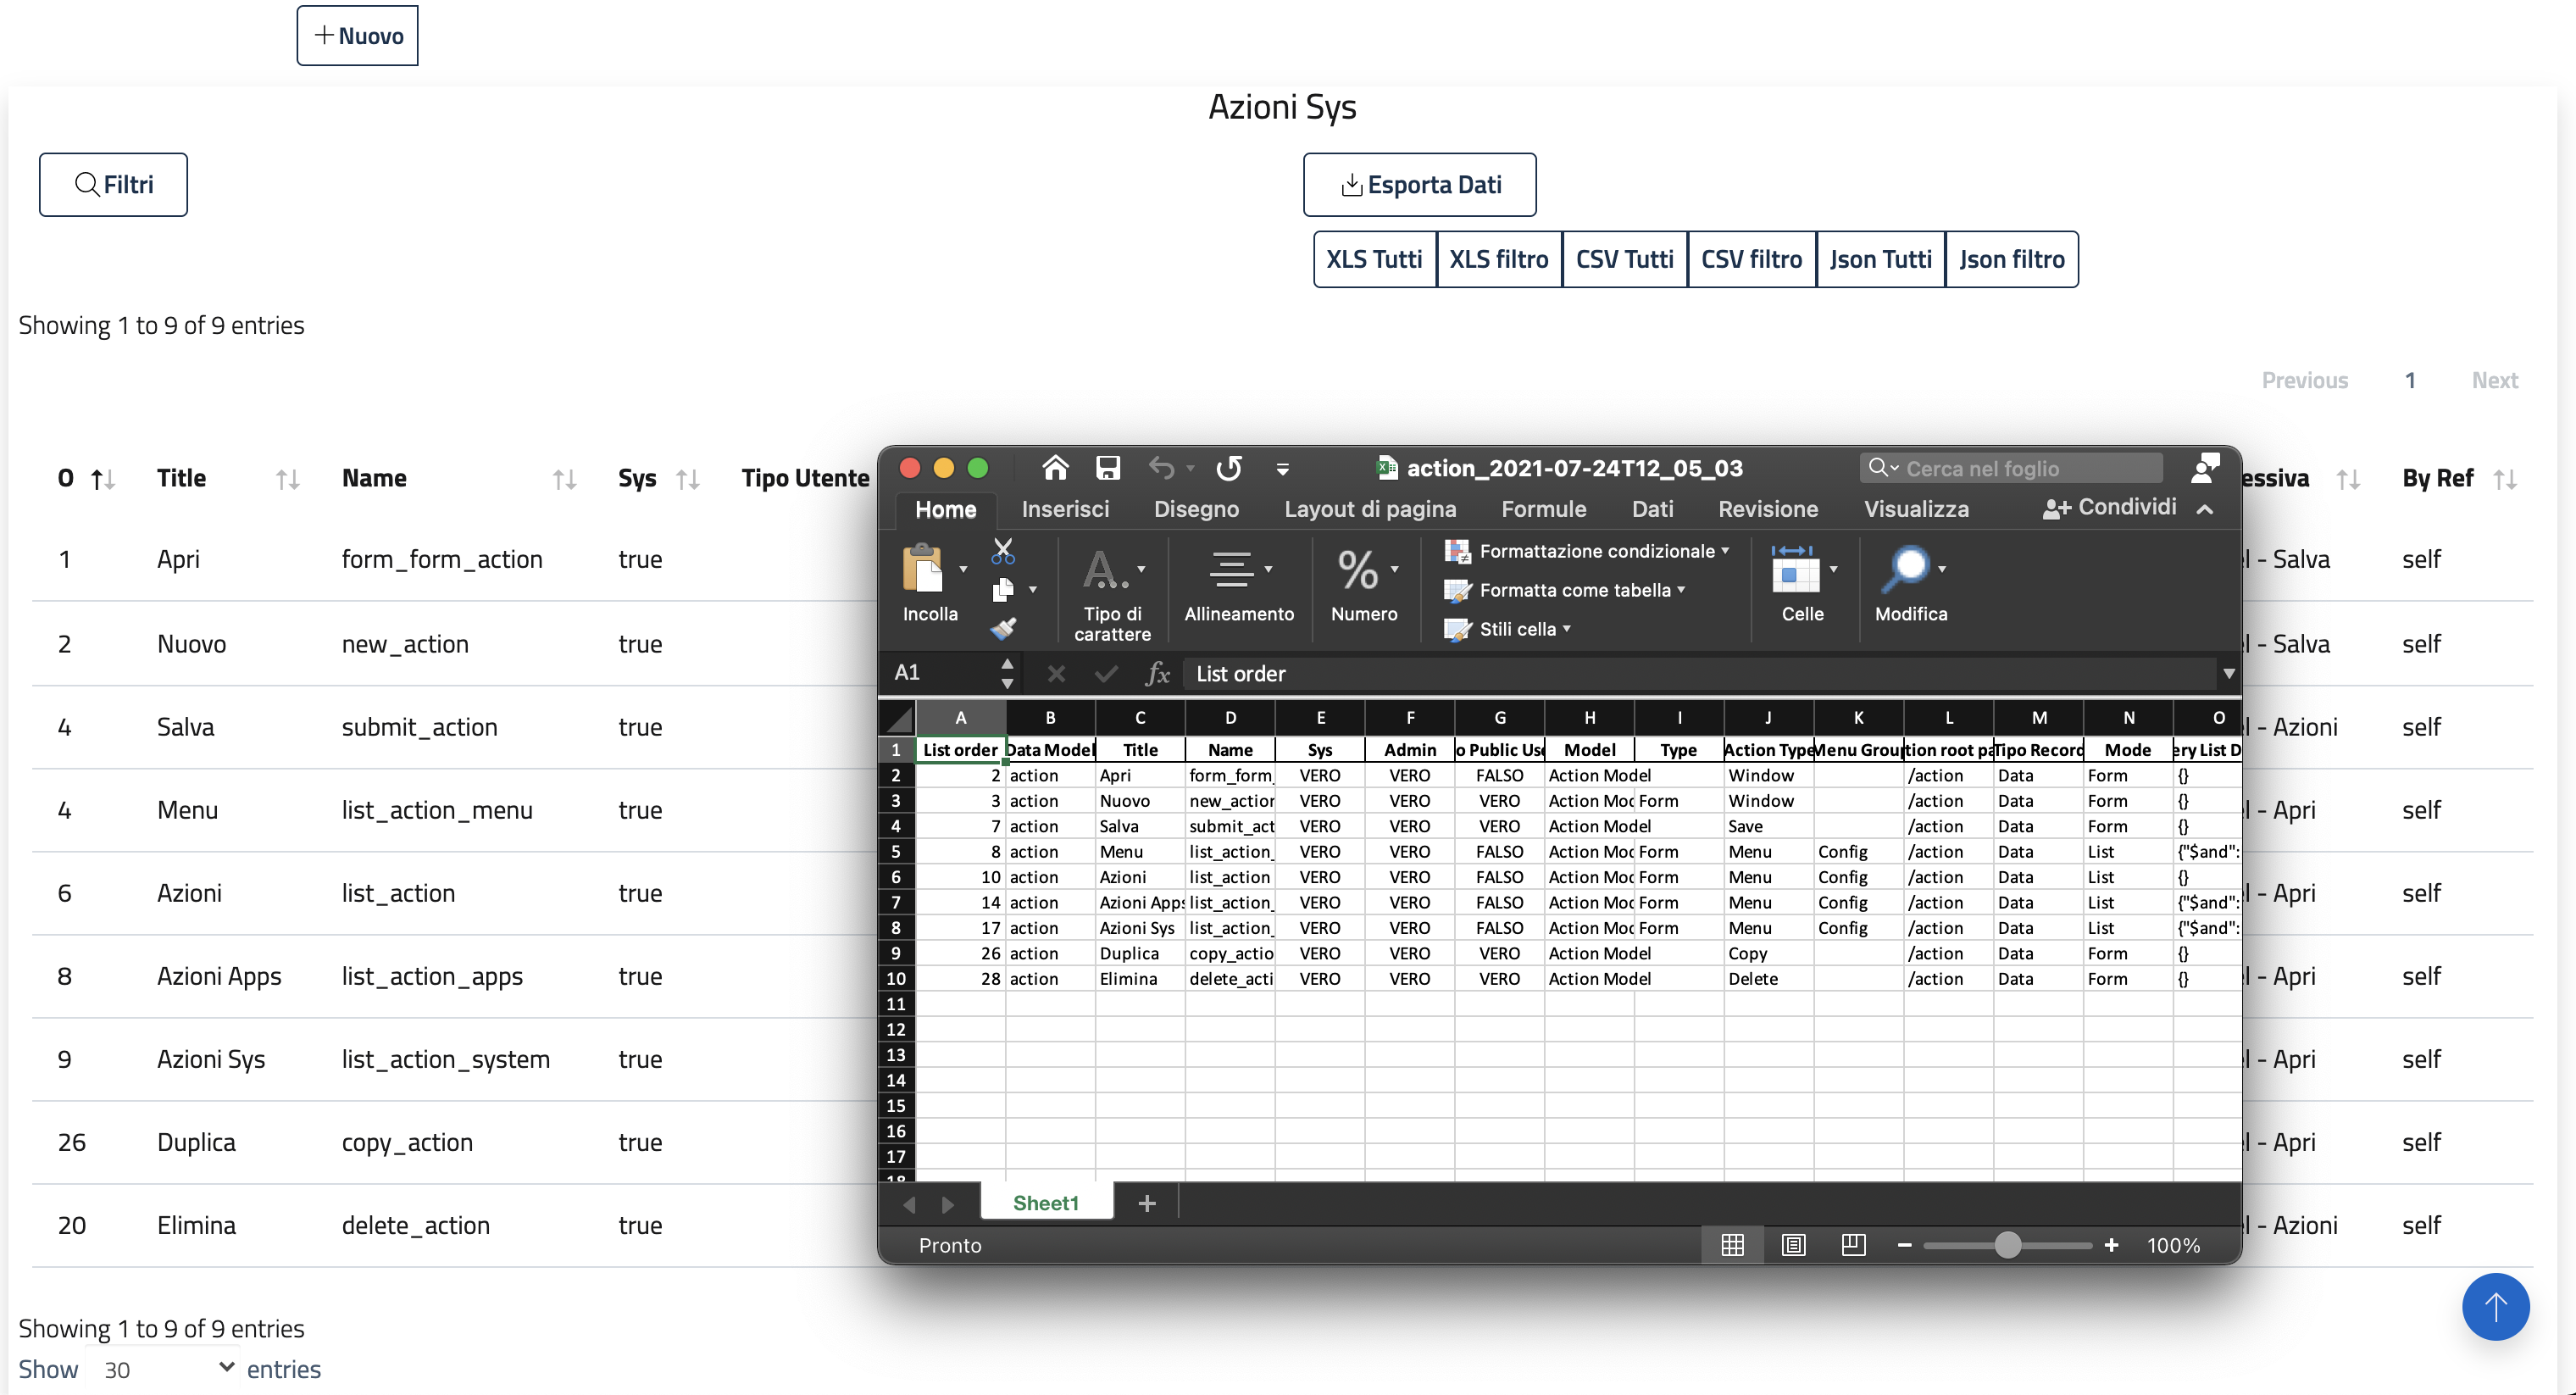 Nuovo
Azioni Sys
Filtri
Esporta Dati
XLS Tutti XLS filtro CSV Tutti CSV filtro Json Tutti Json filtro
Showing 1 to 9 of 9 entries
Previous 1 Next
O Title Name Sys Tipo Utente essiva By Ref
1 Apri form_form_action true - Salva self
2 Nuovo new_action true - Salva self
4 Salva submit_action true - Azioni self
4 Menu list_action_menu true - Apri self
6 Azioni list_action true - Apri self
8 Azioni Apps list_action_apps true - Apri self
9 Azioni Sys list_action_system true - Apri self
26 Duplica copy_action true - Apri self
20 Elimina delete_action true - Azioni self
Showing 1 to 9 of 9 entries
Show 30 entries
action_2021-07-24T12_05_03
Cerca nel foglio
Home Inserisci Disegno Layout di pagina Formule Dati Revisione Visualizza Condividi
Incolla
Tipo di carattere
Allineamento
% Numero
Formattazione condizionale
Formatta come tabella
Stili cella
Celle
Modifica
A1 fx List order
A B C D E F G H I J K L M N O
1 List order Data Model Title Name Sys Admin o Public Us Model Type Action Type Menu Group tion root pa Tipo Record Mode ery List D
2 2 action Apri form_form_ VERO VERO FALSO Action Model Window /action Data Form {}
3 3 action Nuovo new_action VERO VERO VERO Action Mod Form Window /action Data Form {}
4 7 action Salva submit_act VERO VERO VERO Action Model Save /action Data Form {}
5 8 action Menu list_action_ VERO VERO FALSO Action Mod Form Menu Config /action Data List {"$and":
6 10 action Azioni list_action VERO VERO FALSO Action Mod Form Menu Config /action Data List {}
7 14 action Azioni Apps list_action_ VERO VERO FALSO Action Mod Form Menu Config /action Data List {"$and":
8 17 action Azioni Sys list_action_ VERO VERO FALSO Action Mod Form Menu Config /action Data List {"$and":
9 26 action Duplica copy_actio VERO VERO VERO Action Model Copy /action Data Form {}
10 28 action Elimina delete_acti VERO VERO VERO Action Model Delete /action Data Form {}
11
12
13
14
15
16
17
18
Sheet1
Pronto 100%